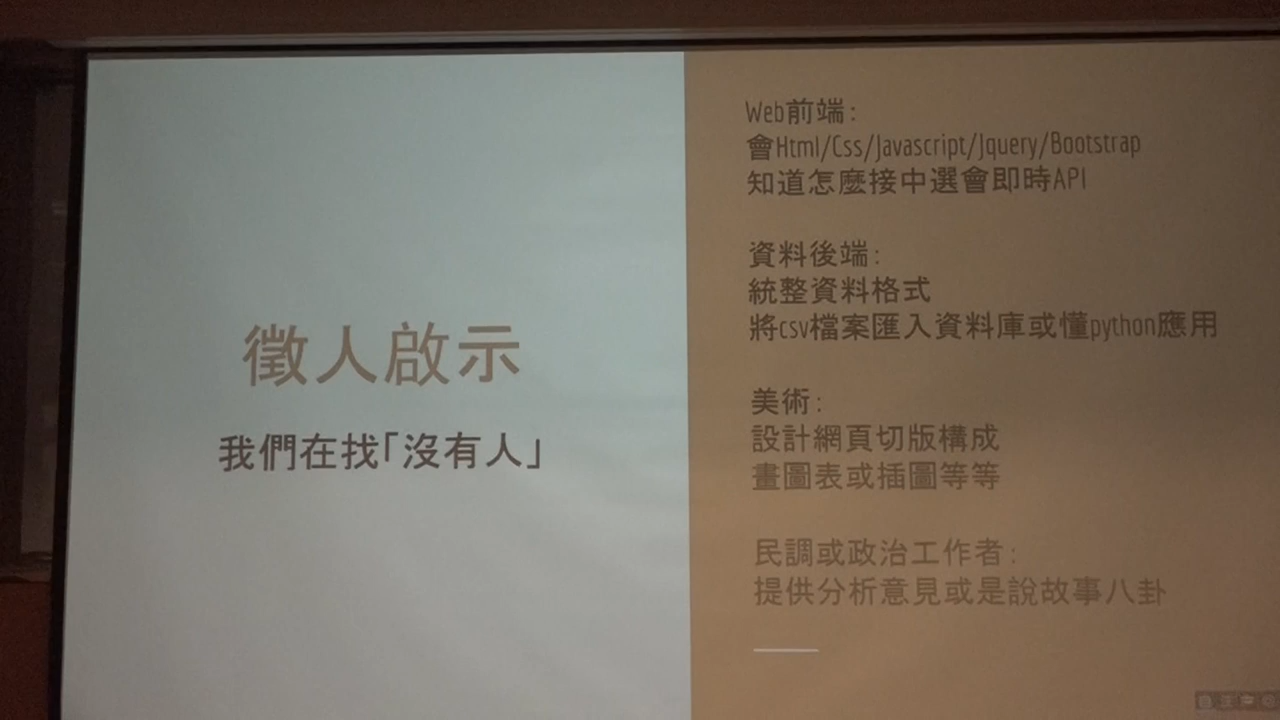 徵人啟示
我們在找「沒有人」
Web前端:
會Html/Css/Javascript/Jquery/Bootstrap
知道怎麼接中選會即時API
資料後端:
統整資料格式
將csv檔案匯入資料庫或懂python應用
美術:
設計網頁切版構成
畫圖表或插圖等等
民調或政治工作者:
提供分析意見或是說故事八卦